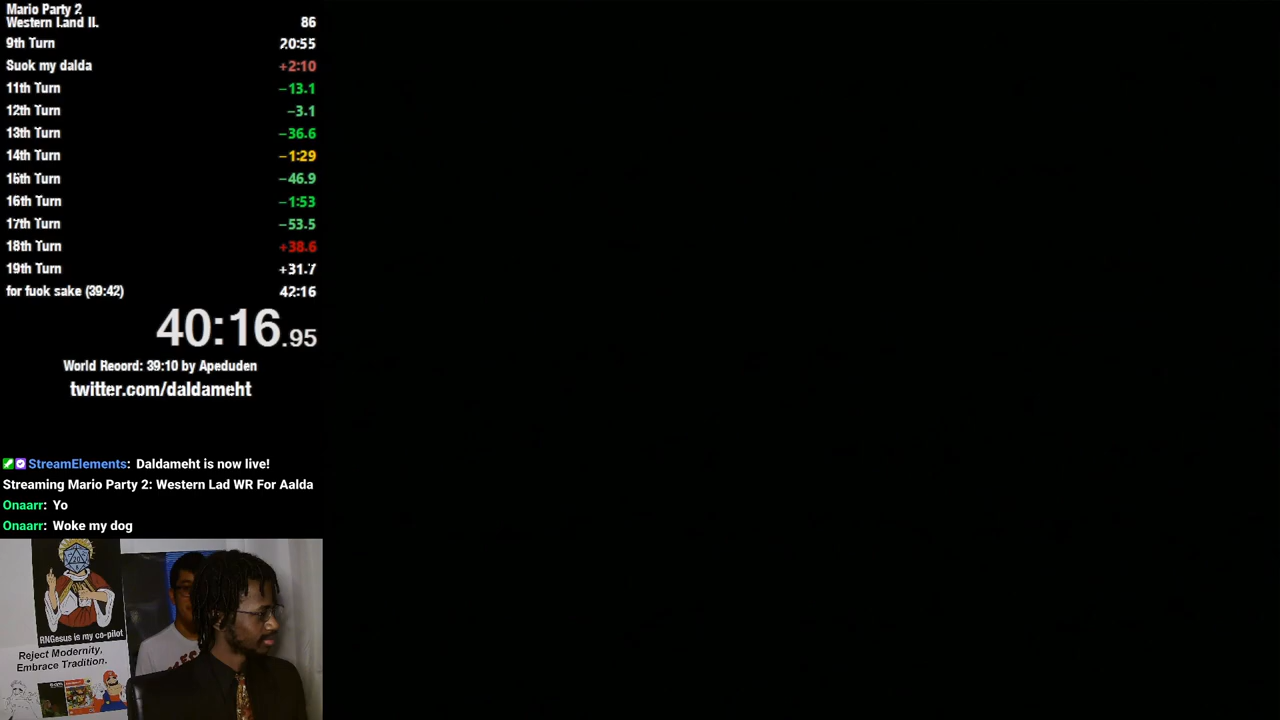 Mario Party 2
Western Land IL
86
9th Turn 20:55
Suok my dalda +2:10
11th Turn −13.1
12th Turn −3.1
13th Turn −36.6
14th Turn −1:29
15th Turn −46.9
16th Turn −1:53
17th Turn −53.5
18th Turn +38.6
19th Turn +31.7
for fuok sake (39:42) 42:16
40:16.95
World Reoord: 39:10 by Apeduden
twitter.com/daldameht
StreamElements: Daldameht is now live!
Streaming Mario Party 2: Western Lad WR For Aalda
Onaarr: Yo
Onaarr: Woke my dog
RNGesus is my co-pilot
Reject Modernity,
Embrace Tradition.